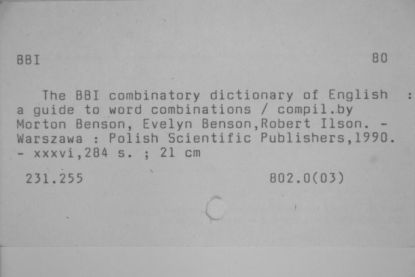 BBI 80
The BBI combinatory dictionary of English :
a guide to word combinations / compil.by
Morton Benson, Evelyn Benson,Robert Ilson. -
Warszawa : Polish Scientific Publishers,1990.
- xxxvi,284 s. ; 21 cm
231.255 802.0(03)